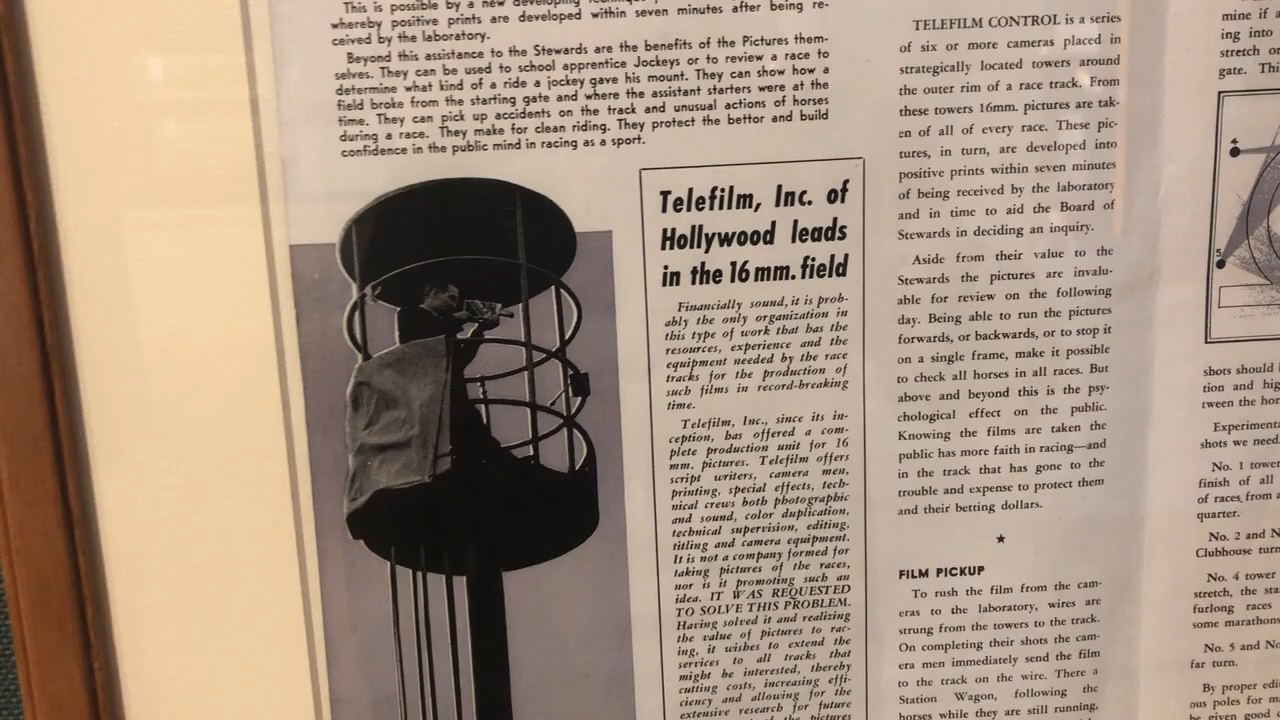 This is possible by a new developing
whereby positive prints are developed within seven minutes after being re-
ceived by the laboratory.
Beyond this assistance to the Stewards are the benefits of the Pictures them-
selves. They can be used to school apprentice Jockeys or to review a race to
determine what kind of a ride a jockey gave his mount. They can show how a
field broke from the starting gate and where the assistant starters were at the
time. They can pick up accidents on the track and unusual actions of horses
during a race. They make for clean riding. They protect the bettor and build
confidence in the public mind in racing as a sport.
Telefilm, Inc. of
Hollywood leads
in the 16 mm. field
Financially sound, it is prob-
ably the only organization in
this type of work that has the
resources, experience and the
equipment needed by the race
tracks for the production of
such films in record-breaking
time.
Telefilm, Inc., since its in-
ception, has offered a com-
plete production unit for 16
mm. pictures. Telefilm offers
script writers, camera men,
printing, special effects, tech-
nical crews both photographic
and sound, color duplication,
technical supervision, editing,
titling and camera equipment.
It is not a company formed for
taking pictures of the races,
nor is it promoting such an
idea. IT WAS REQUESTED
TO SOLVE THIS PROBLEM.
Having solved it and realizing
the value of pictures to rac-
ing, it wishes to extend the
services to all tracks that
might be interested, thereby
cutting costs, increasing effi-
ciency and allowing for the
extensive research for future
the pictures
TELEFILM CONTROL is a series
of six or more cameras placed in
strategically located towers around
the outer rim of a race track. From
these towers 16mm. pictures are tak-
en of all of every race. These pic-
tures, in turn, are developed into
positive prints within seven minutes
of being received by the laboratory
and in time to aid the Board of
Stewards in deciding an inquiry.
Aside from their value to the
Stewards the pictures are invalu-
able for review on the following
day. Being able to run the pictures
forwards, or backwards, or to stop it
on a single frame, make it possible
to check all horses in all races. But
above and beyond this is the psy-
chological effect on the public.
Knowing the films are taken the
public has more faith in racing—and
in the track that has gone to the
trouble and expense to protect them
and their betting dollars.
★
FILM PICKUP
To rush the film from the cam-
eras to the laboratory, wires are
strung from the towers to the track.
On completing their shots the cam-
era men immediately send the film
to the track on the wire. There a
Station Wagon, following the
horses while they are still running,
mine if a
ing into
stretch or
gate. Thi
4
5
shots should
tion and hig
tween the hor
Experimenta
shots we need.
No. 1 tower
finish of all
of races from a
quarter.
No. 2 and N
Clubhouse turn
No. 4 tower
stretch, the sta
furlong races
some marathons
No. 5 and No
far turn.
By proper edi
ous poles for m
be given good